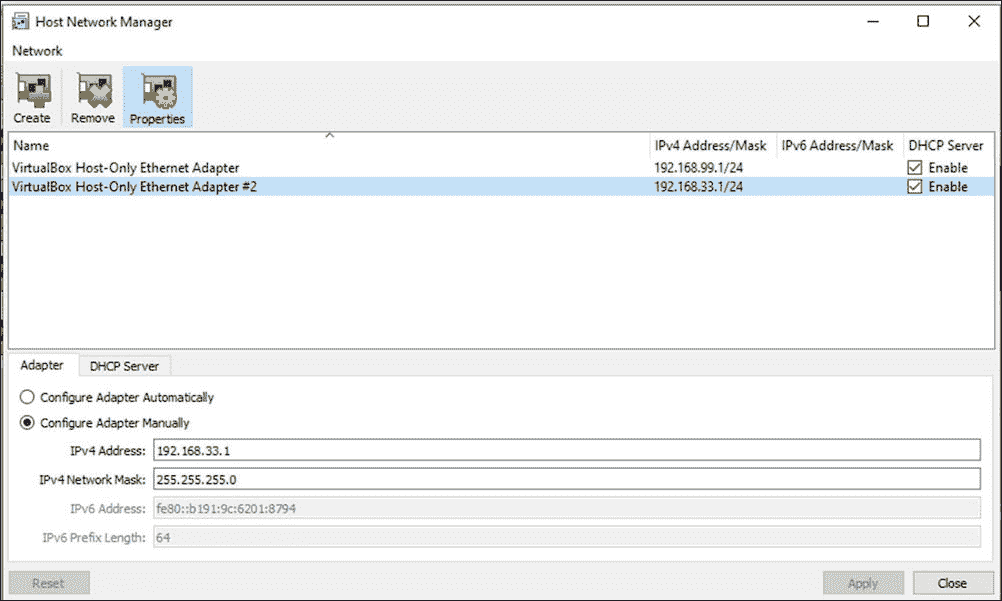 Host Network Manager
Network
Create Remove Properties
Name IPv4 Address/Mask IPv6 Address/Mask DHCP Server
VirtualBox Host-Only Ethernet Adapter 192.168.99.1/24 Enable
VirtualBox Host-Only Ethernet Adapter #2 192.168.33.1/24 Enable
Adapter DHCP Server
Configure Adapter Automatically
Configure Adapter Manually
IPv4 Address: 192.168.33.1
IPv4 Network Mask: 255.255.255.0
IPv6 Address: fe80::b191:9c:6201:8794
IPv6 Prefix Length: 64
Reset Apply Close